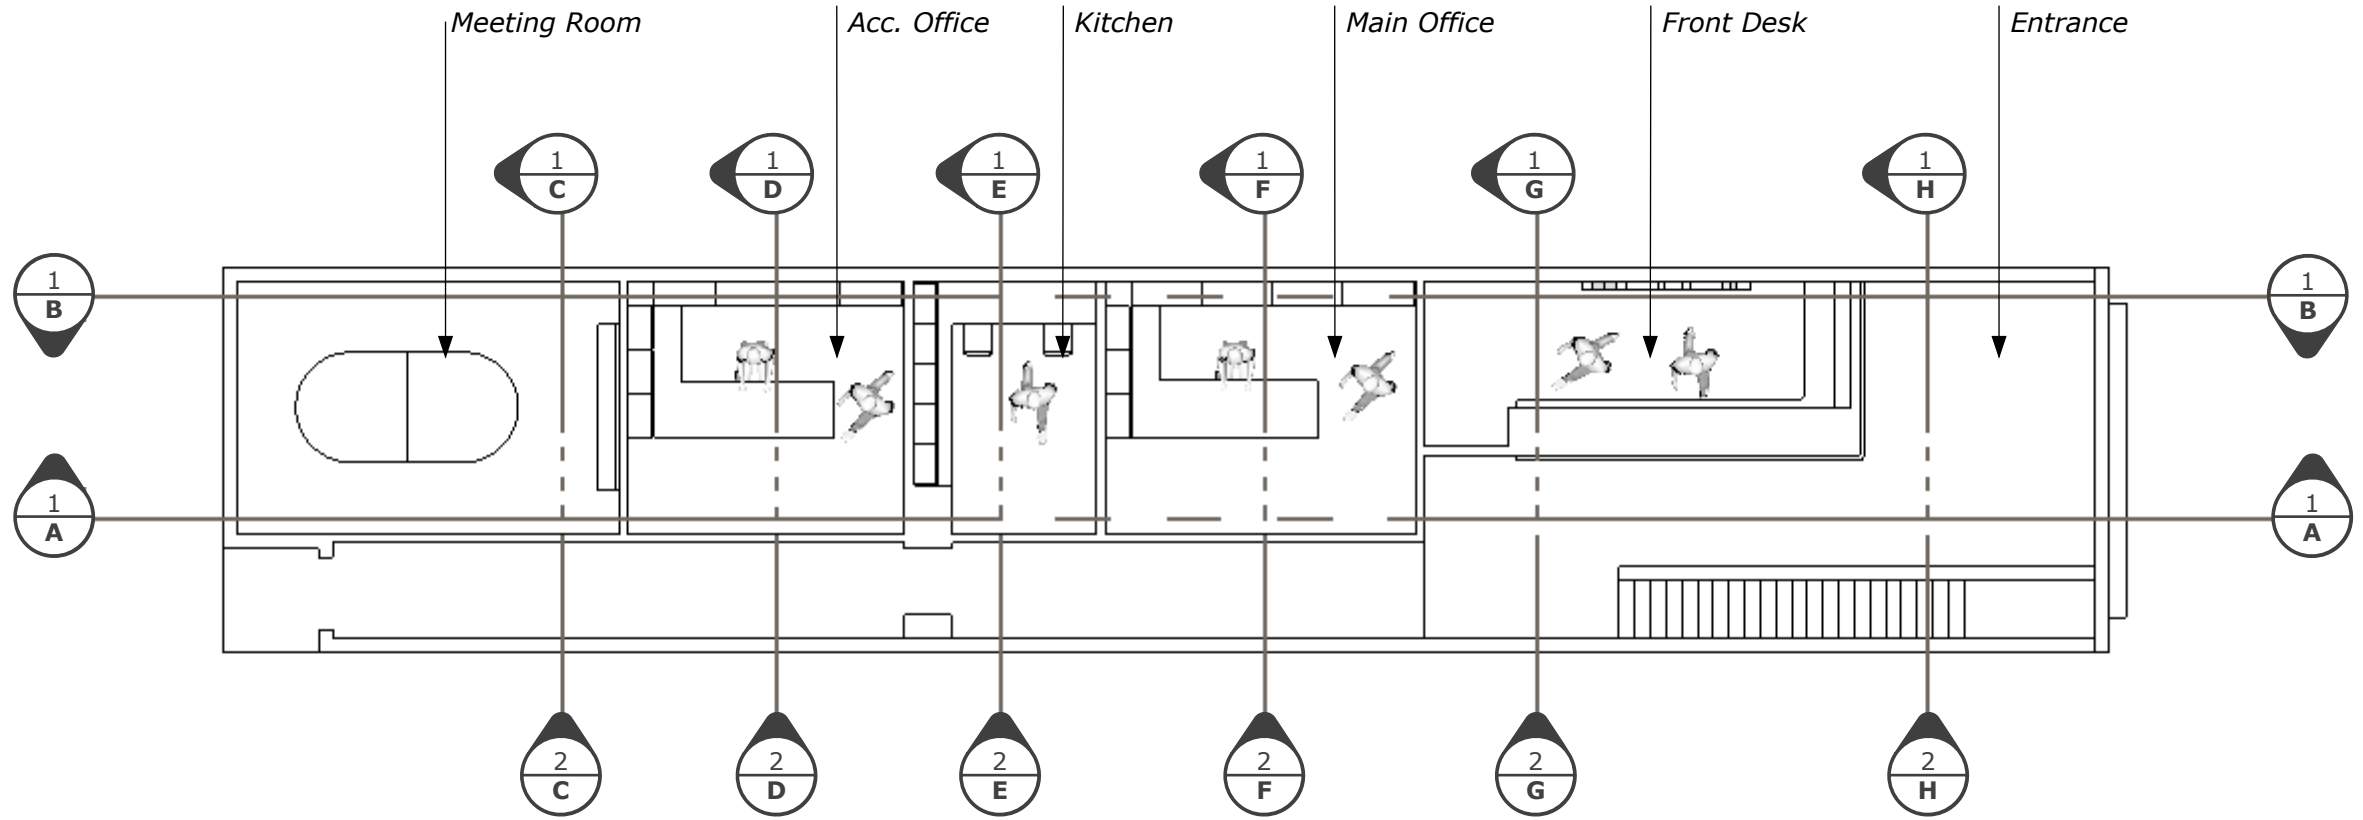 Meeting Room
Acc. Office
Kitchen
Main Office
Front Desk
Entrance
1
C
1
D
1
E
1
F
1
G
1
H
1
B
1
B
1
A
1
A
2
C
2
D
2
E
2
F
2
G
2
H